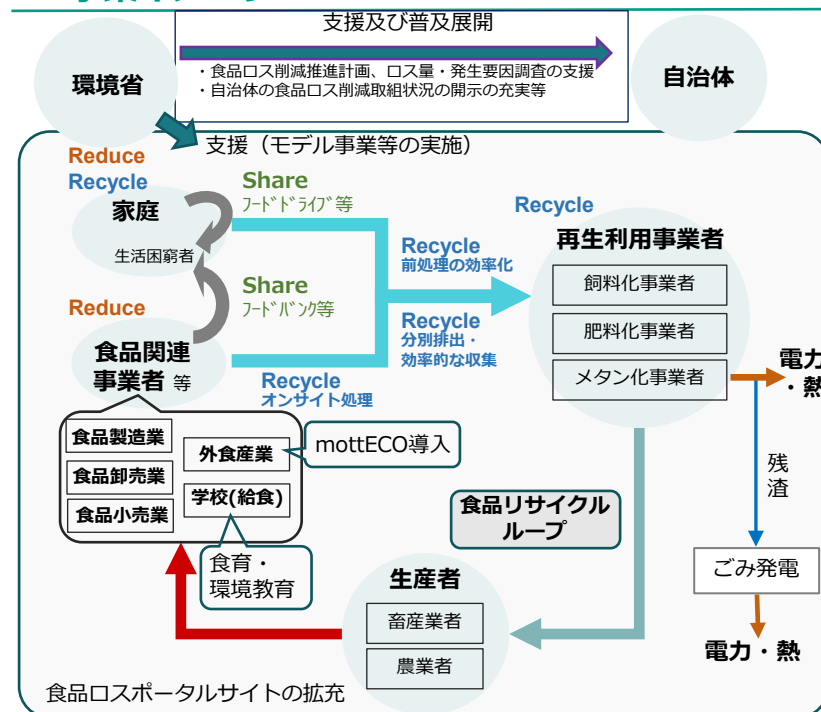 支援及び普及展開
環境省
・食品ロス削減推進計画、ロス量・発生要因調査の支援
・自治体の食品ロス削減取組状況の開示の充実等
自治体
支援（モデル事業等の実施）
Reduce
Recycle
家庭
生活困窮者
Share
ﾌｰﾄﾞﾄﾞﾗｲﾌﾞ等
Share
ﾌｰﾄﾞﾊﾞﾝｸ等
Reduce
食品関連
事業者 等
Recycle
前処理の効率化
Recycle
分別排出・
効率的な収集
Recycle
オンサイト処理
Recycle
再生利用事業者
飼料化事業者
肥料化事業者
メタン化事業者
電力
・熱
残
渣
ごみ発電
電力・熱
食品製造業
食品卸売業
食品小売業
外食産業
学校(給食)
mottECO導入
食育・
環境教育
食品リサイクル
ループ
生産者
畜産業者
農業者
食品ロスポータルサイトの拡充